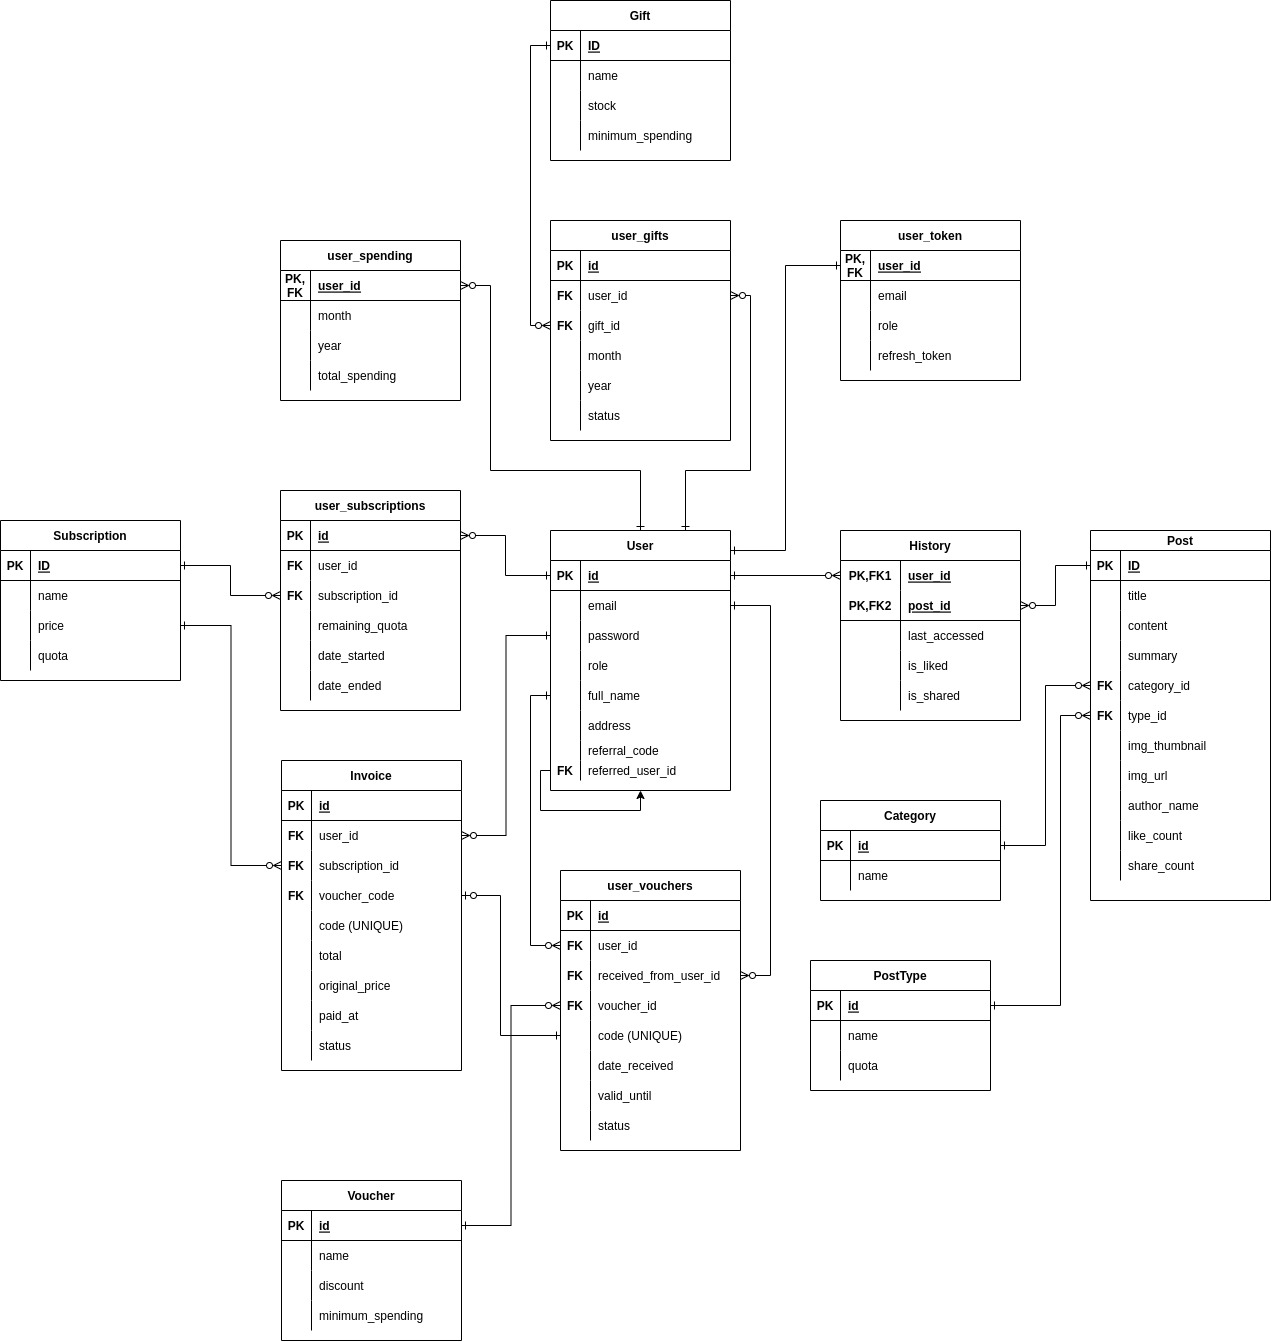 Gift
PK ID
name
stock
minimum_spending
user_spending
PK, FK user_id
month
year
total_spending
user_gifts
PK id
FK user_id
FK gift_id
month
year
status
user_token
PK, FK user_id
email
role
refresh_token
Subscription
PK ID
name
price
quota
user_subscriptions
PK id
FK user_id
FK subscription_id
remaining_quota
date_started
date_ended
User
PK id
email
password
role
full_name
address
referral_code
FK referred_user_id
History
PK,FK1 user_id
PK,FK2 post_id
last_accessed
is_liked
is_shared
Post
PK ID
title
content
summary
FK category_id
FK type_id
img_thumbnail
img_url
author_name
like_count
share_count
Invoice
PK id
FK user_id
FK subscription_id
FK voucher_code
code (UNIQUE)
total
original_price
paid_at
status
user_vouchers
PK id
FK user_id
FK received_from_user_id
FK voucher_id
code (UNIQUE)
date_received
valid_until
status
Category
PK id
name
PostType
PK id
name
quota
Voucher
PK id
name
discount
minimum_spending